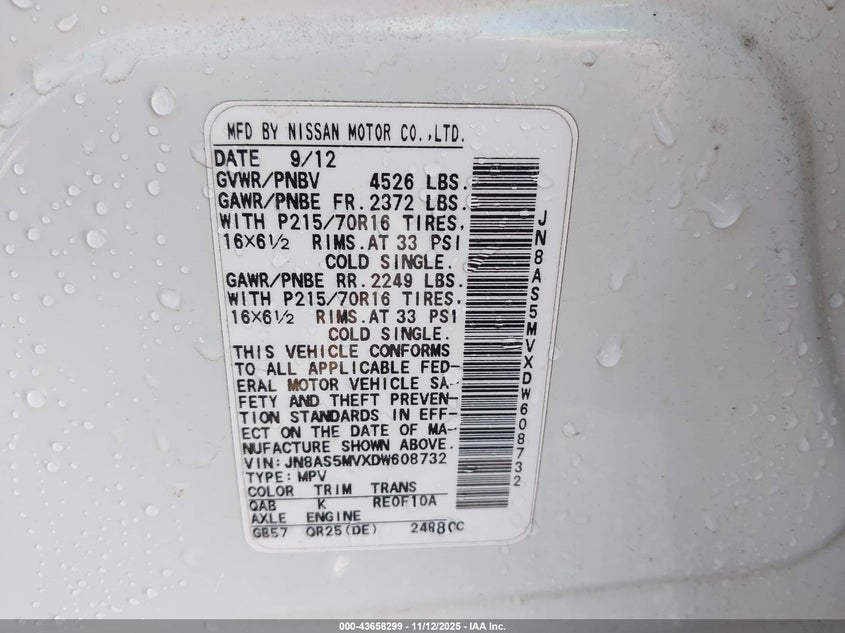 MFD BY NISSAN MOTOR CO.,LTD.
DATE 9/12
GVWR/PNBV 4526 LBS.
GAWR/PNBE FR. 2372 LBS.
WITH P215/70R16 TIRES,
16X6½ RIMS. AT 33 PSI
COLD SINGLE.
GAWR/PNBE RR. 2249 LBS.
WITH P215/70R16 TIRES,
16X6½ RIMS. AT 33 PSI
COLD SINGLE.
THIS VEHICLE CONFORMS
TO ALL APPLICABLE FED-
ERAL MOTOR VEHICLE SA-
FETY AND THEFT PREVEN-
TION STANDARDS IN EFF-
ECT ON THE DATE OF MA-
NUFACTURE SHOWN ABOVE.
VIN: JN8AS5MVXDW608732
TYPE: MPV
COLOR TRIM TRANS
QAB K RE0F10A
AXLE ENGINE
GB57 QR25(DE) 2488CC
JN8AS5MVXDW608732
000-43658299 - 11/12/2025 - IAA Inc.